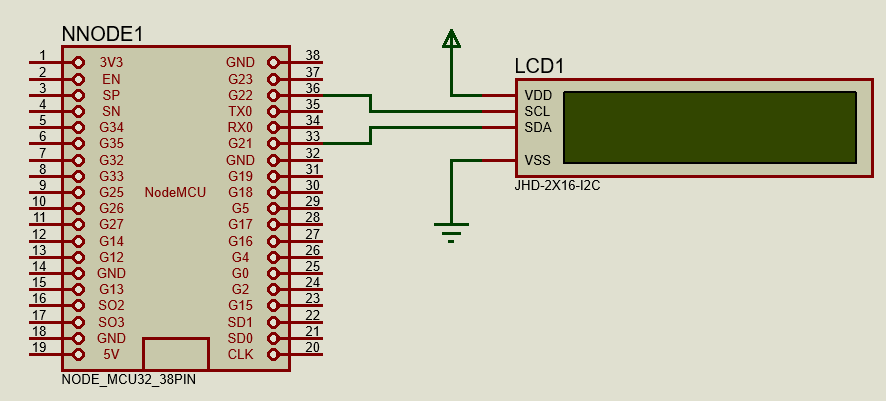 NNODE1
1 3V3 GND 38
2 EN G23 37
3 SP G22 36
4 SN TX0 35
5 G34 RX0 34
6 G35 G21 33
7 G32 GND 32
8 G33 G19 31
9 G25 NodeMCU G18 30
10 G26 G5 29
11 G27 G17 28
12 G14 G16 27
13 G12 G4 26
14 GND G0 25
15 G13 G2 24
16 SO2 G15 23
17 SO3 SD1 22
18 GND SD0 21
19 5V CLK 20
NODE_MCU32_38PIN
LCD1
VDD
SCL
SDA
VSS
JHD-2X16-I2C